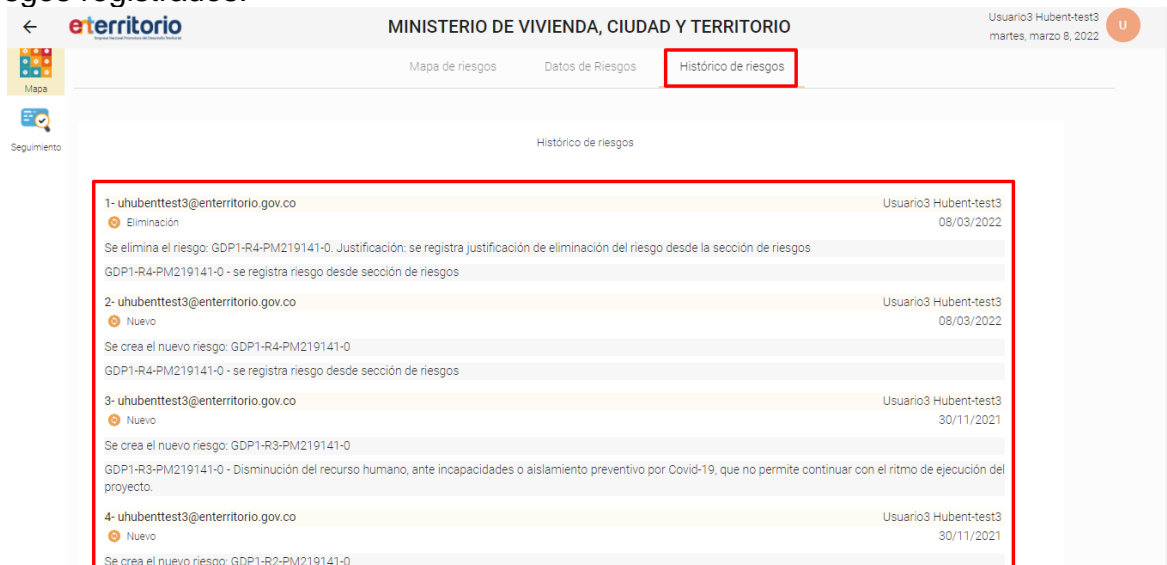 egos registrados.
enterritorio
MINISTERIO DE VIVIENDA, CIUDAD Y TERRITORIO
Usuario3 Hubent-test3
martes, marzo 8, 2022
U
Mapa
Mapa de riesgos
Datos de Riesgos
Histórico de riesgos
Seguimiento
Histórico de riesgos
1- uhubenttest3@enterritorio.gov.co
Usuario3 Hubent-test3
Eliminación
08/03/2022
Se elimina el riesgo: GDP1-R4-PM219141-0. Justificación: se registra justificación de eliminación del riesgo desde la sección de riesgos
GDP1-R4-PM219141-0 - se registra riesgo desde sección de riesgos
2- uhubenttest3@enterritorio.gov.co
Usuario3 Hubent-test3
Nuevo
08/03/2022
Se crea el nuevo riesgo: GDP1-R4-PM219141-0
GDP1-R4-PM219141-0 - se registra riesgo desde sección de riesgos
3- uhubenttest3@enterritorio.gov.co
Usuario3 Hubent-test3
Nuevo
30/11/2021
Se crea el nuevo riesgo: GDP1-R3-PM219141-0
GDP1-R3-PM219141-0 - Disminución del recurso humano, ante incapacidades o aislamiento preventivo por Covid-19, que no permite continuar con el ritmo de ejecución del
proyecto.
4- uhubenttest3@enterritorio.gov.co
Usuario3 Hubent-test3
Nuevo
30/11/2021
Se crea el nuevo riesgo: GDP1-R2-PM219141-0